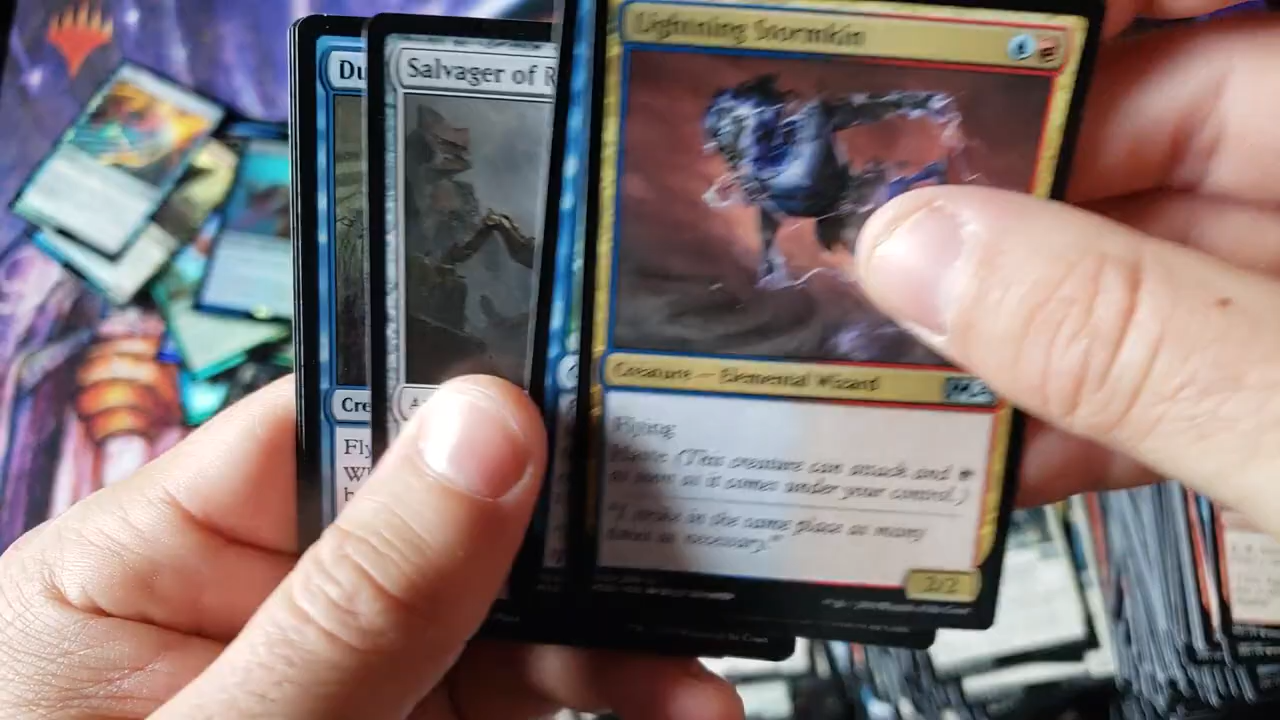 Du
Salvager of R
Lightning Stormkin
Cre
Fly
Creature — Elemental Wizard
Flying
Haste (This creature can attack and
as soon as it comes under your control.)
"I strike in the same place as many
times as necessary."
2/2